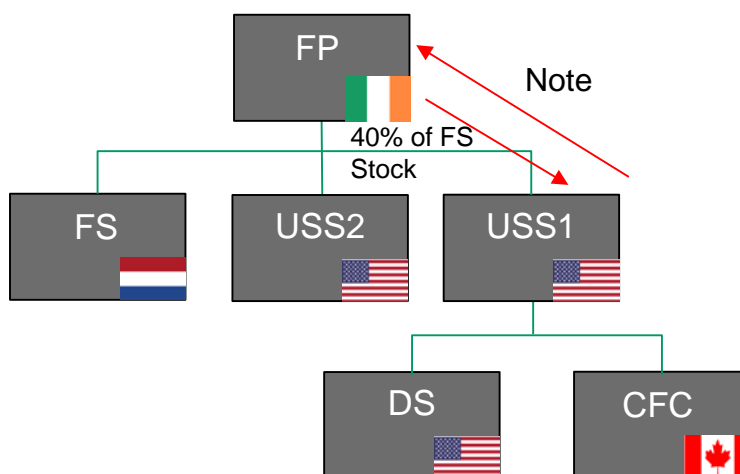 FP
Note
40% of FS
Stock
FS
USS2
USS1
DS
CFC